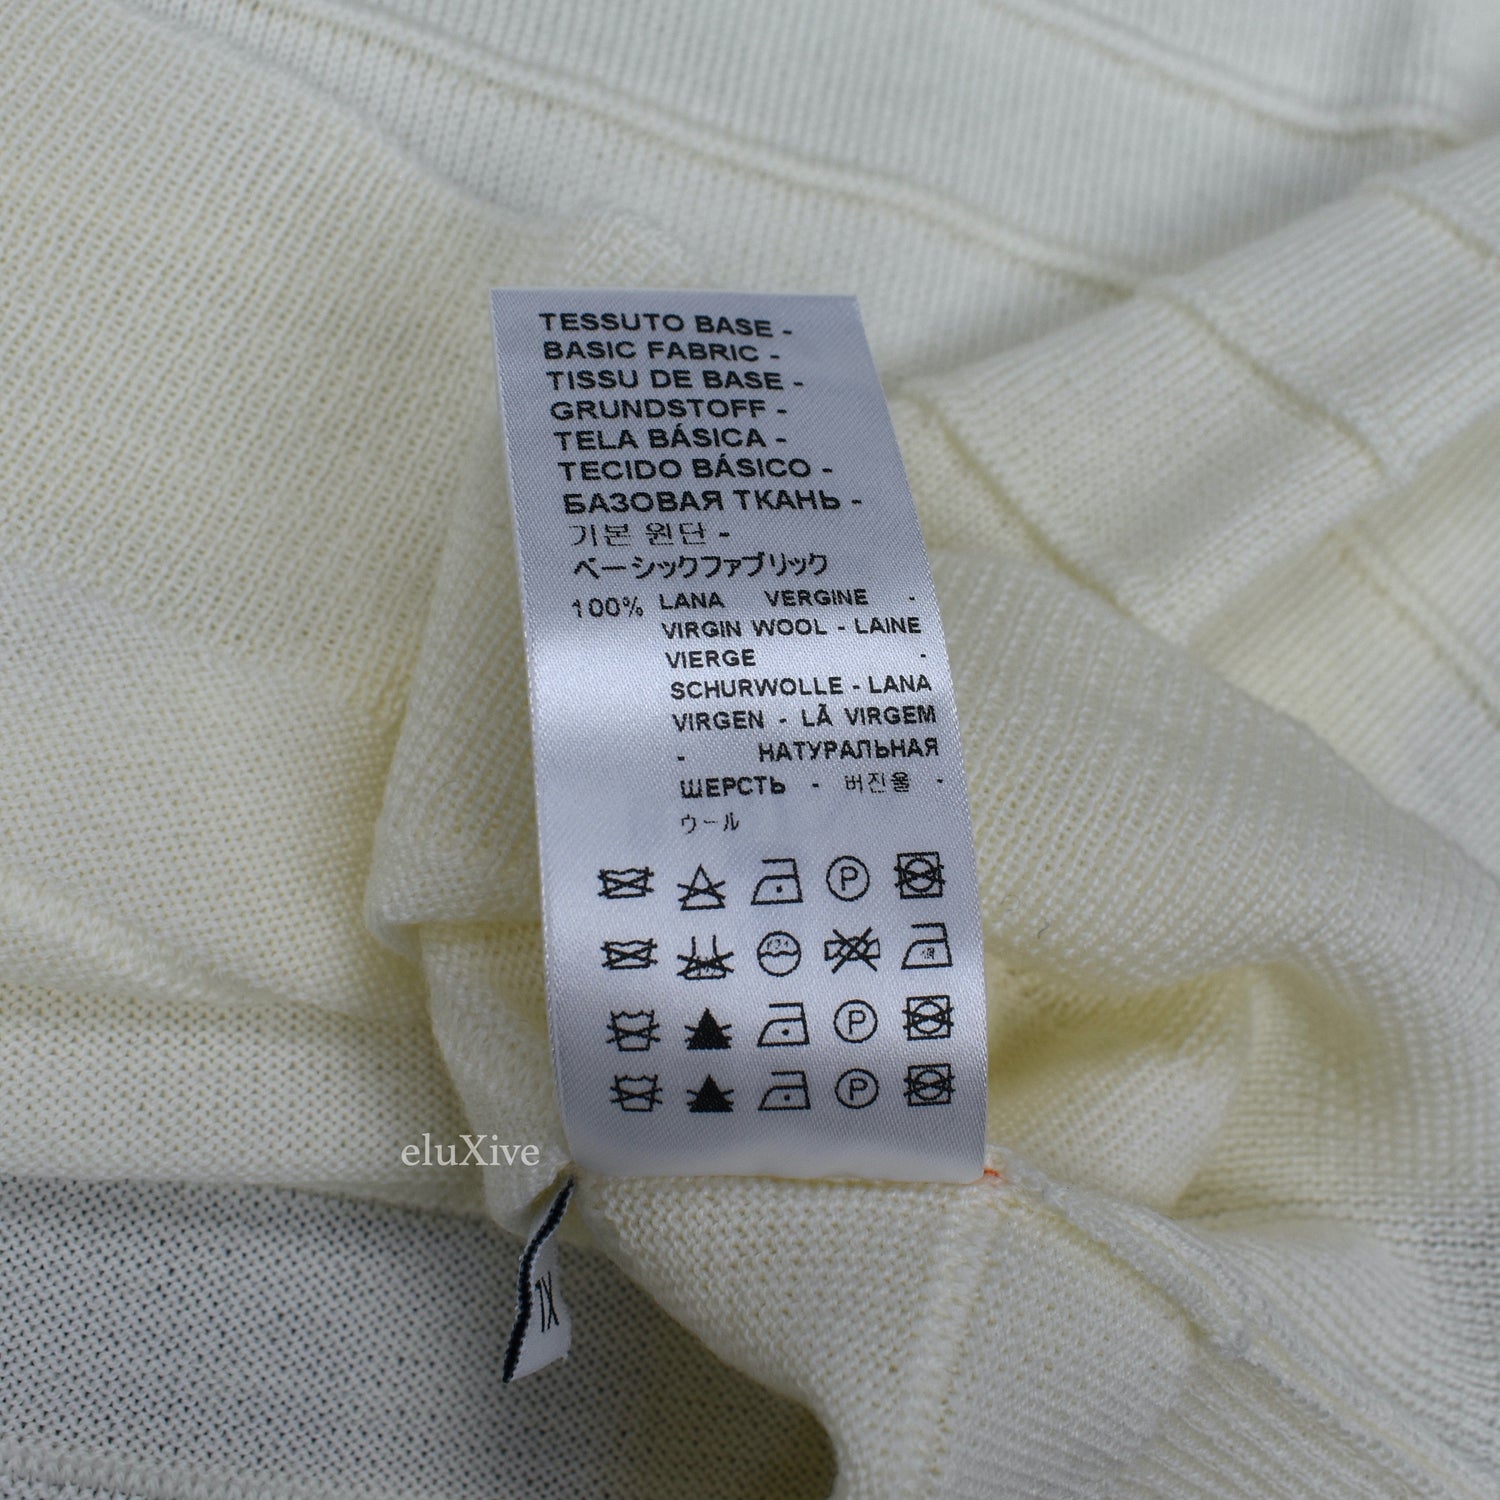 TESSUTO BASE -
BASIC FABRIC -
TISSU DE BASE -
GRUNDSTOFF -
TELA BÁSICA -
TECIDO BÁSICO -
БАЗОВАЯ ТКАНЬ -
기본 원단 -
ベーシックファブリック
100% LANA VERGINE -
VIRGIN WOOL - LAINE
VIERGE -
SCHURWOLLE - LANA
VIRGEN - LÃ VIRGEM
- НАТУРАЛЬНАЯ
ШЕРСТЬ - 버진울 -
ウール
P
P
P
eluXive
XL